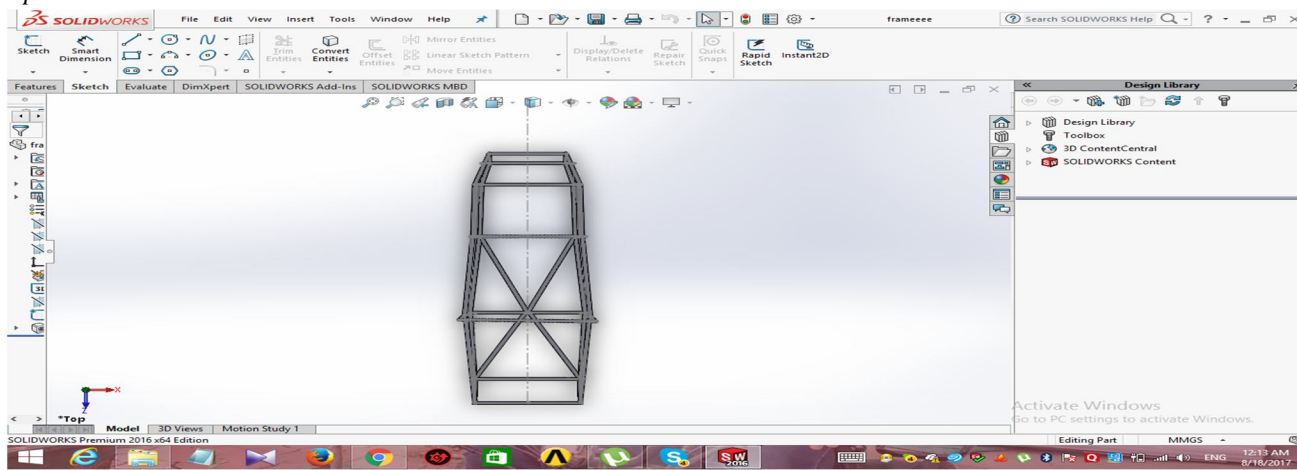 SOLIDWORKS File Edit View Insert Tools Window Help frameeee Search SOLIDWORKS Help ?
Sketch Smart Dimension Trim Entities Convert Entities Offset Entities Mirror Entities Linear Sketch Pattern Move Entities Display/Delete Relations Repair Sketch Quick Snaps Rapid Sketch Instant2D
Features Sketch Evaluate DimXpert SOLIDWORKS Add-Ins SOLIDWORKS MBD
Design Library
Design Library
Toolbox
3D ContentCentral
SOLIDWORKS Content
fra
X
Z
*Top
Activate Windows
Go to PC settings to activate Windows.
Model 3D Views Motion Study 1
SOLIDWORKS Premium 2016 x64 Edition Editing Part MMGS
SW 2016 ENG 12:13 AM
8/18/2017